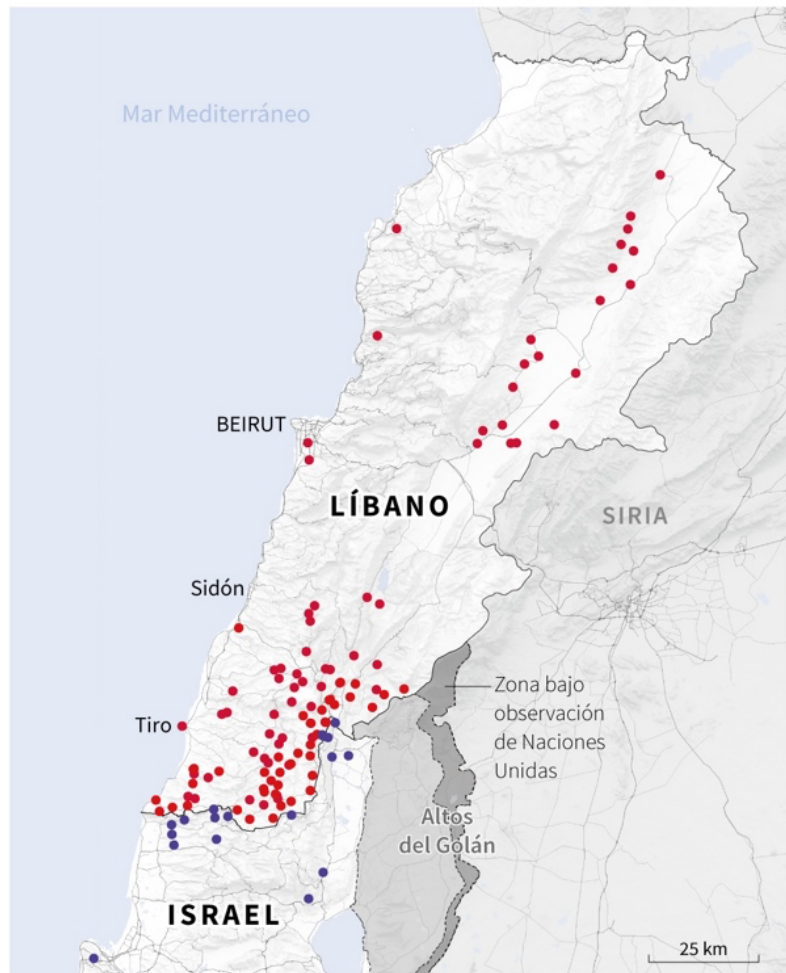 Mar Mediterráneo
BEIRUT
LÍBANO
SIRIA
Sidón
Tiro
Zona bajo
observación
de Naciones
Unidas
Altos
del Golán
ISRAEL
25 km